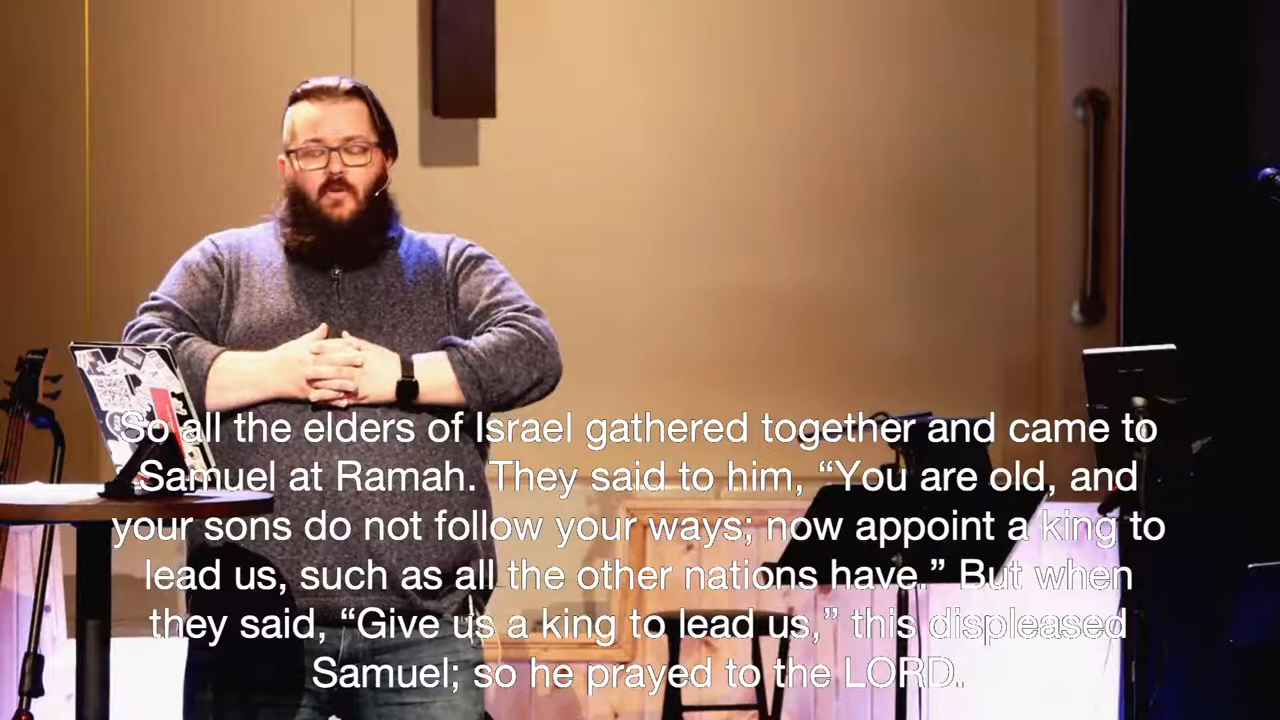 So all the elders of Israel gathered together and came to
Samuel at Ramah. They said to him, “You are old, and
your sons do not follow your ways; now appoint a king to
lead us, such as all the other nations have.” But when
they said, “Give us a king to lead us,” this displeased
Samuel; so he prayed to the LORD.